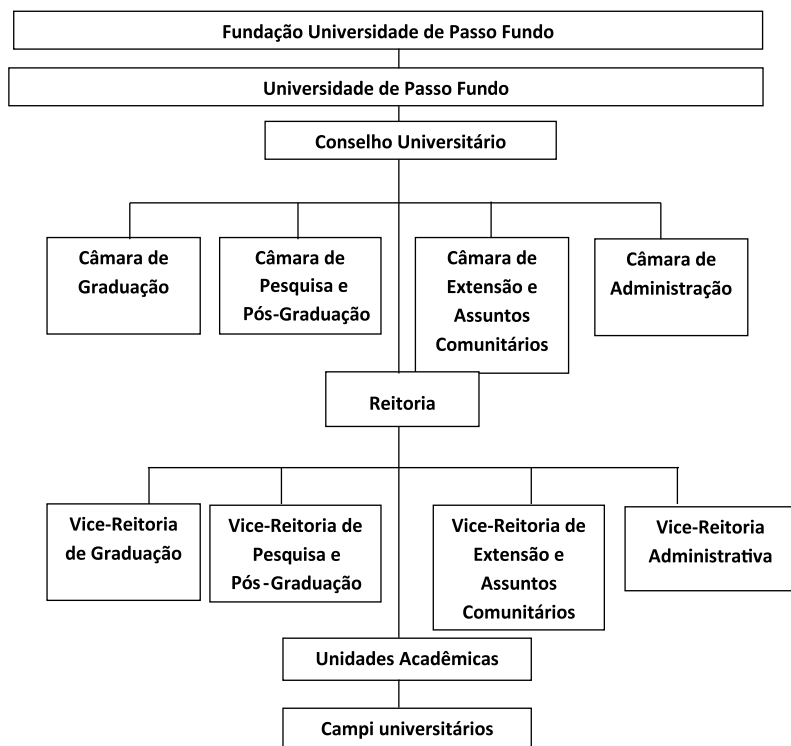 Fundação Universidade de Passo Fundo
Universidade de Passo Fundo
Conselho Universitário
Câmara de
Graduação
Câmara de
Pesquisa e
Pós-Graduação
Câmara de
Extensão e
Assuntos
Comunitários
Câmara de
Administração
Reitoria
Vice-Reitoria
de Graduação
Vice-Reitoria de
Pesquisa e
Pós-Graduação
Vice-Reitoria de
Extensão e
Assuntos
Comunitários
Vice-Reitoria
Administrativa
Unidades Acadêmicas
Campi universitários